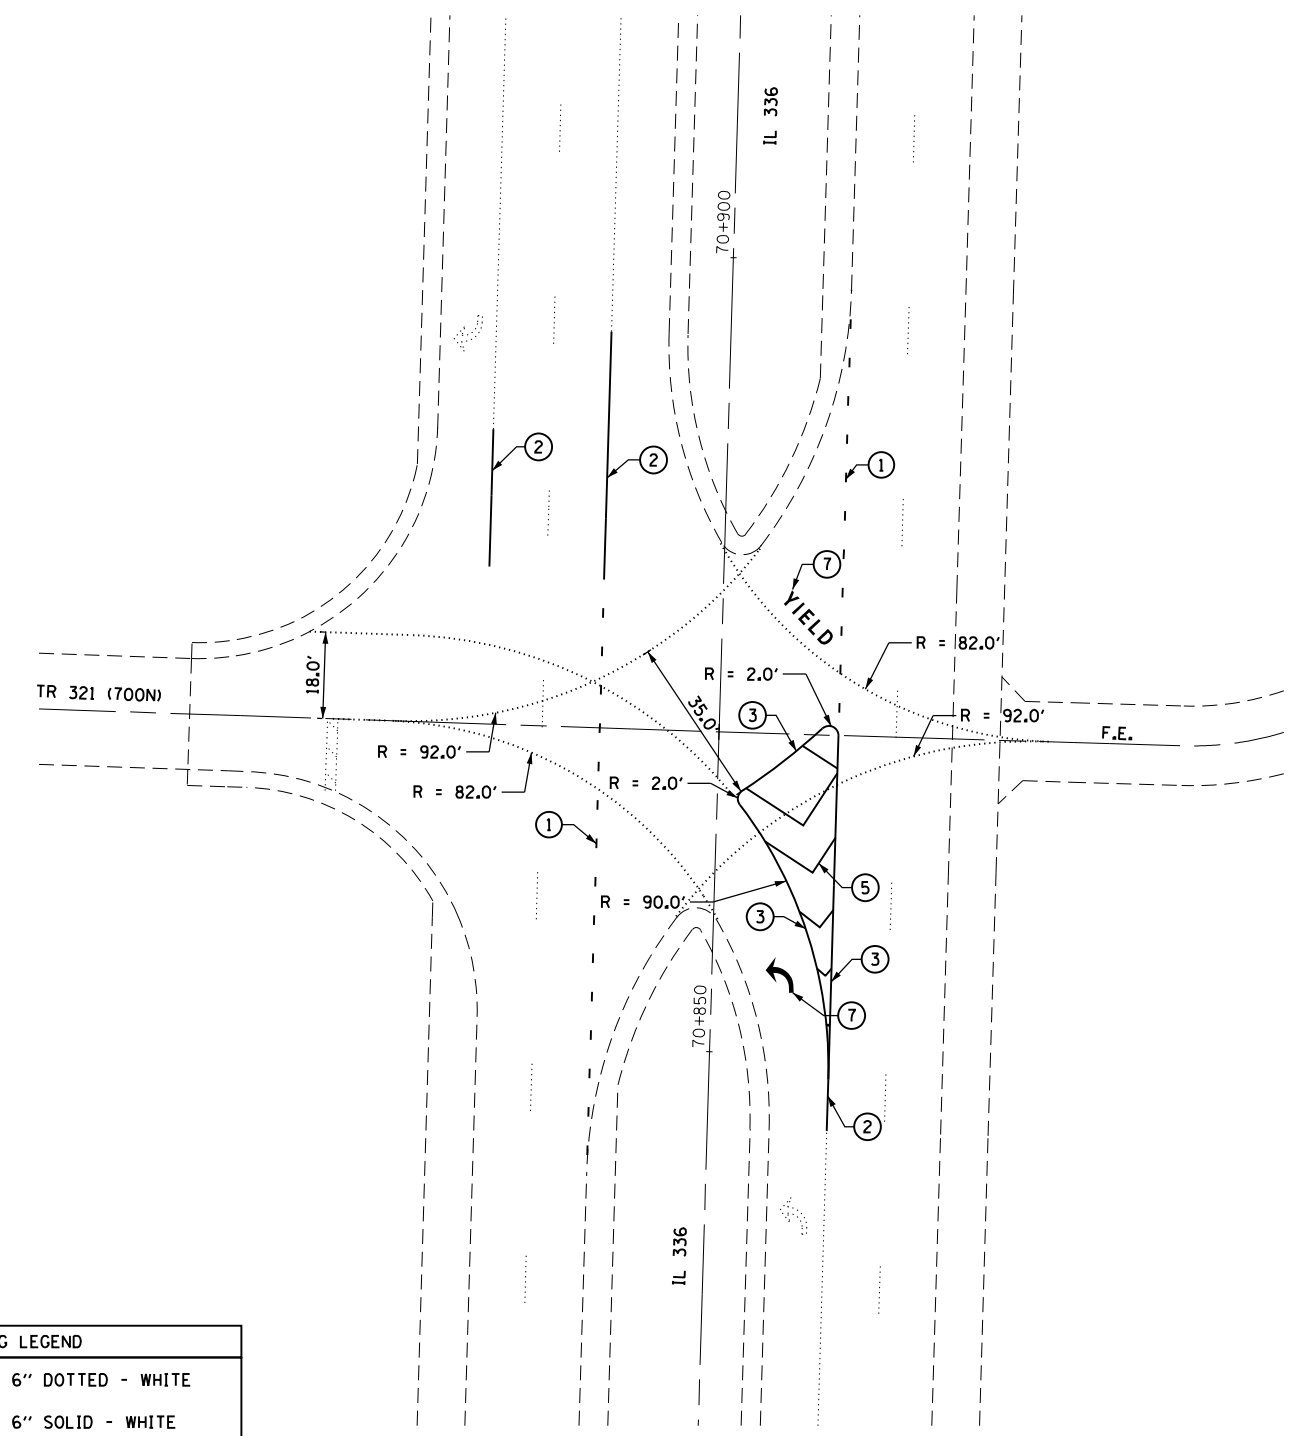 IL 336
70+900
2
2
1
7
YIELD
R = 82.0'
18.0'
R = 2.0'
TR 321 (700N)
35.0'
3
R = 92.0'
F.E.
R = 92.0'
R = 82.0'
R = 2.0'
1
5
R = 90.0'
3
3
70+850
7
2
IL 336
G LEGEND
6" DOTTED - WHITE
6" SOLID - WHITE